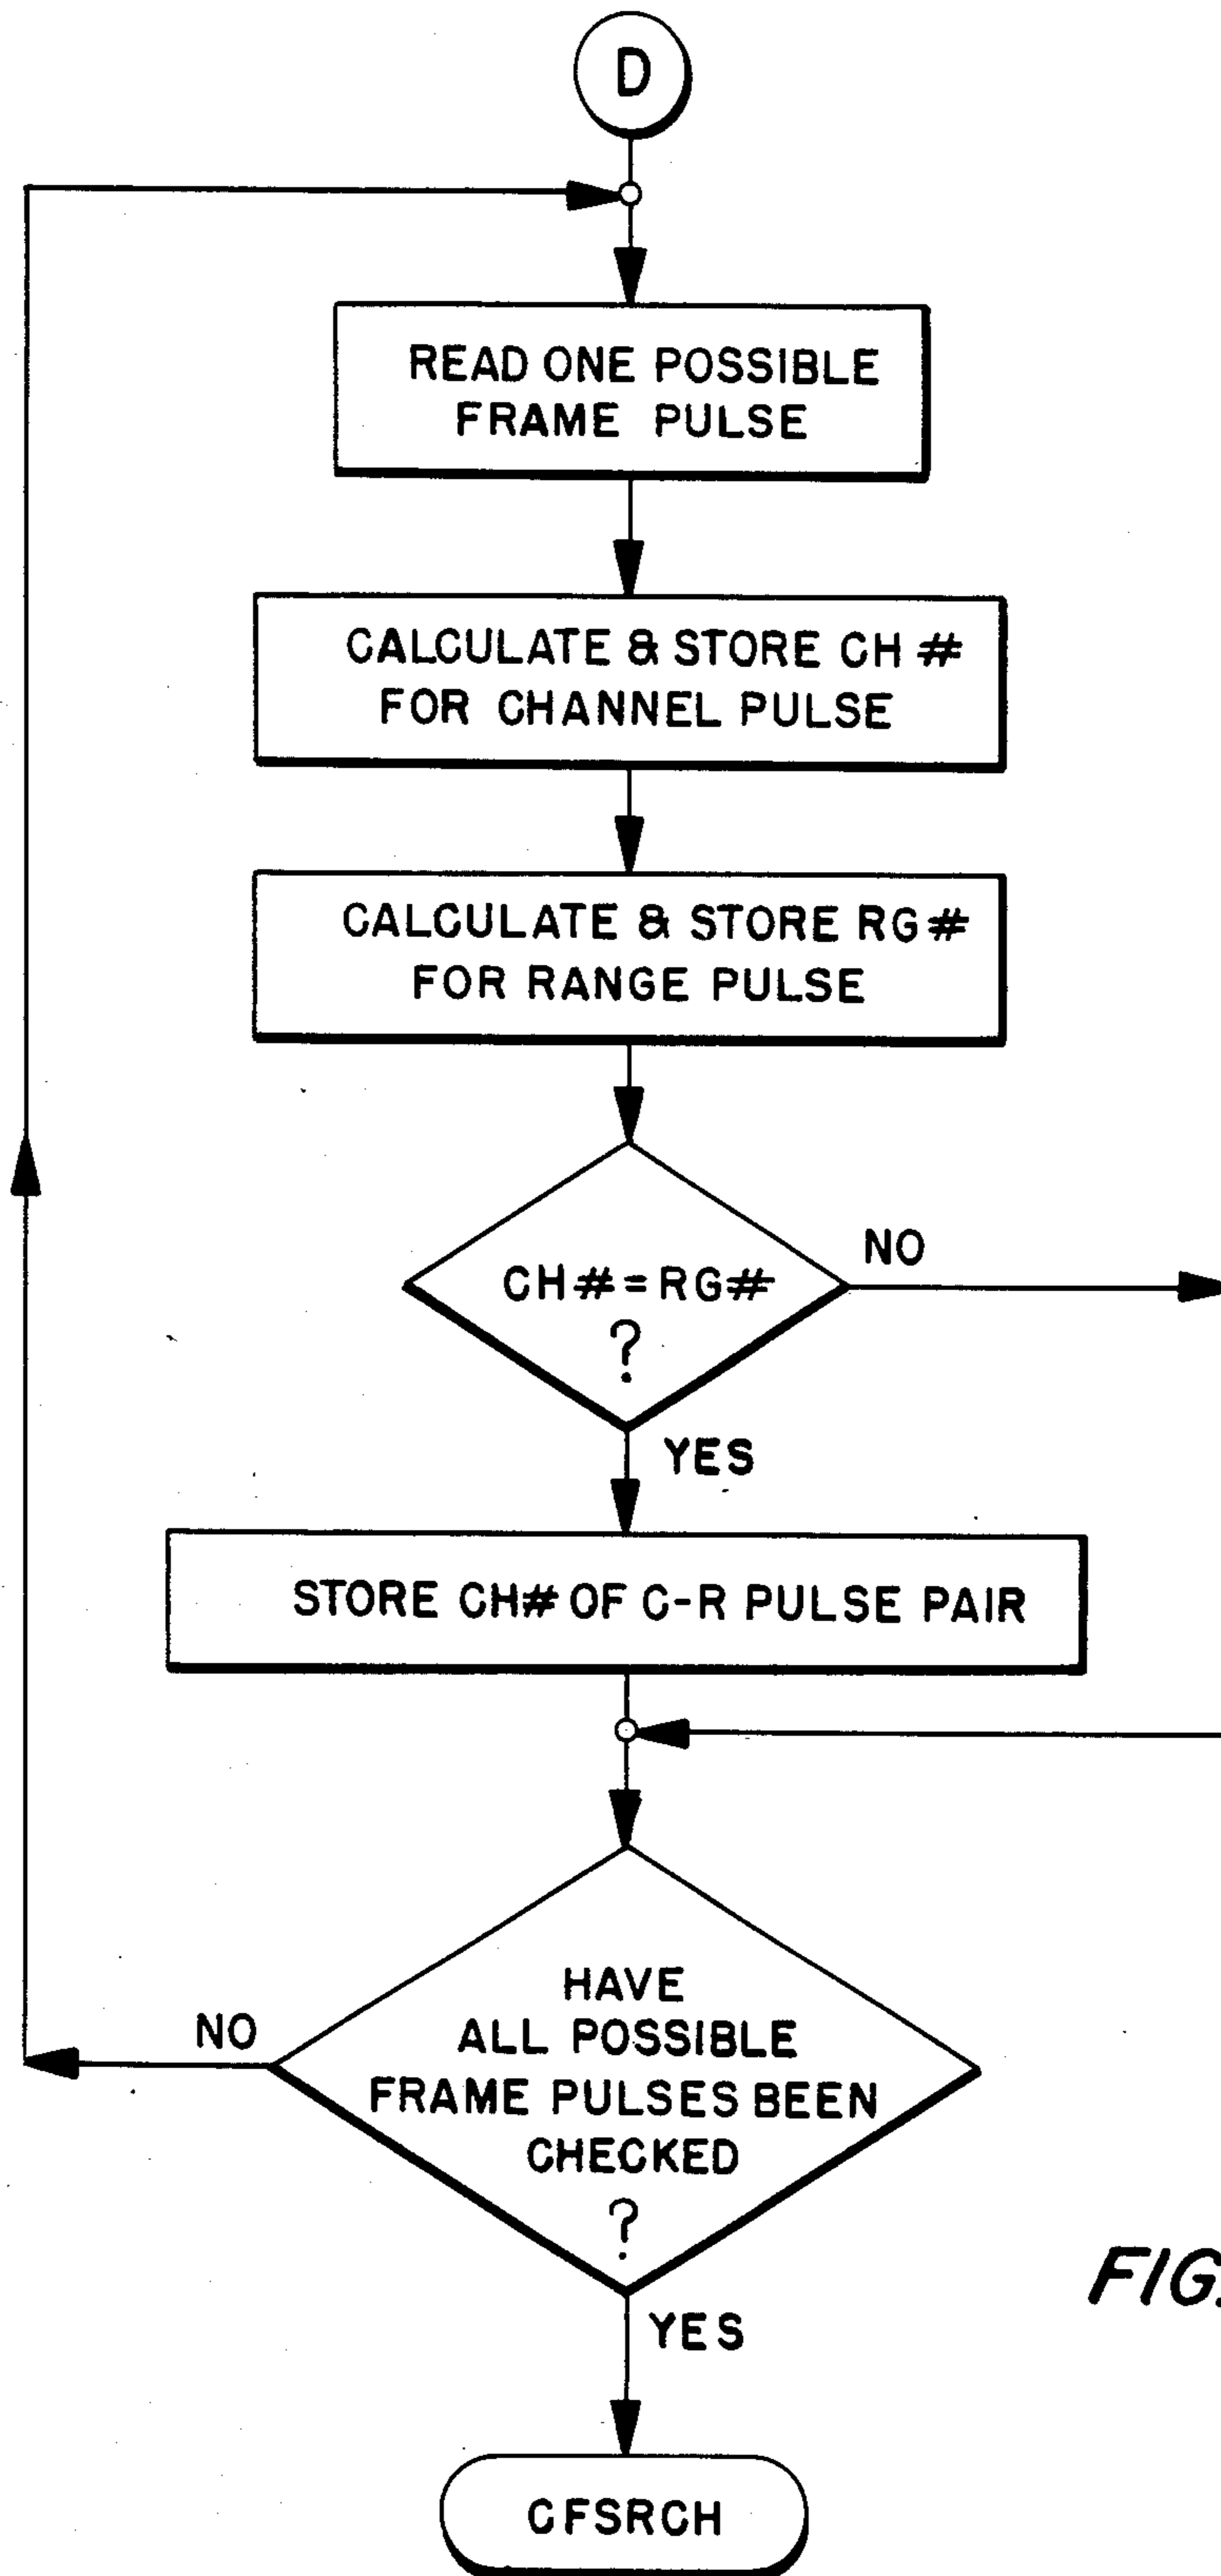 D
READ ONE POSSIBLE
FRAME PULSE
CALCULATE & STORE CH #
FOR CHANNEL PULSE
CALCULATE & STORE RG#
FOR RANGE PULSE
CH#=RG#
?
NO
YES
STORE CH# OF C-R PULSE PAIR
HAVE
ALL POSSIBLE
FRAME PULSES BEEN
CHECKED
?
NO
YES
FIG.
CFSRCH